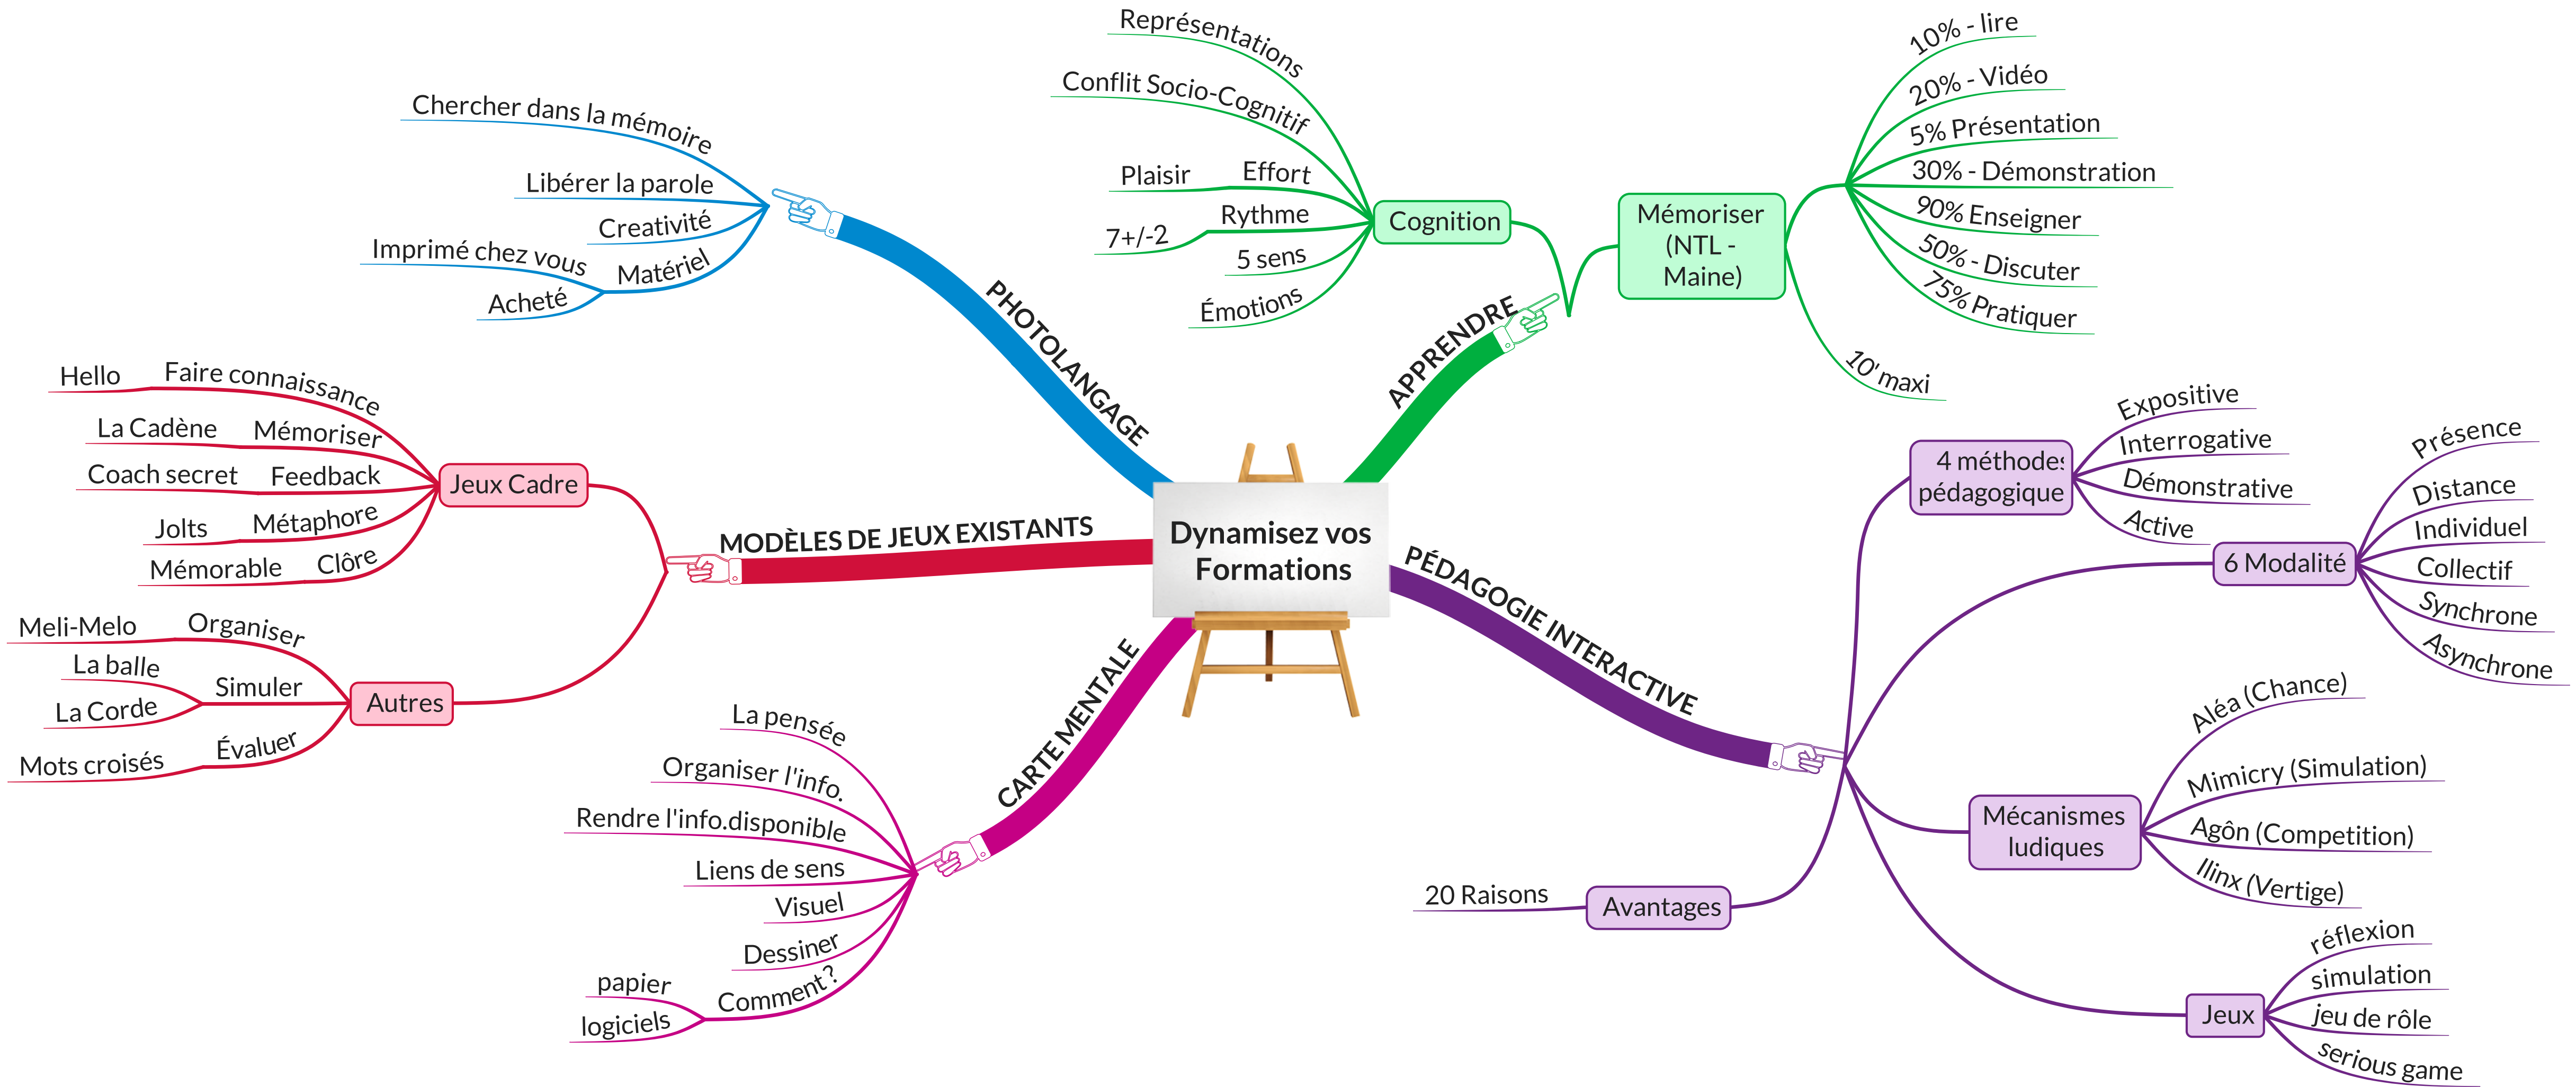 Dynamisez vos
Formations
APPRENDRE
Cognition
Représentations
Conflit Socio-Cognitif
Effort
Plaisir
Rythme
7+/-2
5 sens
Émotions
Mémoriser
(NTL -
Maine)
10% - lire
20% - Vidéo
5% Présentation
30% - Démonstration
90% Enseigner
50% - Discuter
75% Pratiquer
10' maxi
PÉDAGOGIE INTERACTIVE
4 méthodes
pédagogique
Expositive
Interrogative
Démonstrative
Active
6 Modalité
Présence
Distance
Individuel
Collectif
Synchrone
Asynchrone
Mécanismes
ludiques
Aléa (Chance)
Mimicry (Simulation)
Agôn (Competition)
Ilinx (Vertige)
Jeux
réflexion
simulation
jeu de rôle
serious game
Avantages
20 Raisons
CARTE MENTALE
La pensée
Organiser l'info.
Rendre l'info.disponible
Liens de sens
Visuel
Dessiner
Comment ?
papier
logiciels
MODÈLES DE JEUX EXISTANTS
Jeux Cadre
Faire connaissance
Hello
Mémoriser
La Cadène
Feedback
Coach secret
Métaphore
Jolts
Clôre
Mémorable
Autres
Organiser
Meli-Melo
Simuler
La balle
La Corde
Évaluer
Mots croisés
PHOTOLANGAGE
Chercher dans la mémoire
Libérer la parole
Creativité
Matériel
Imprimé chez vous
Acheté